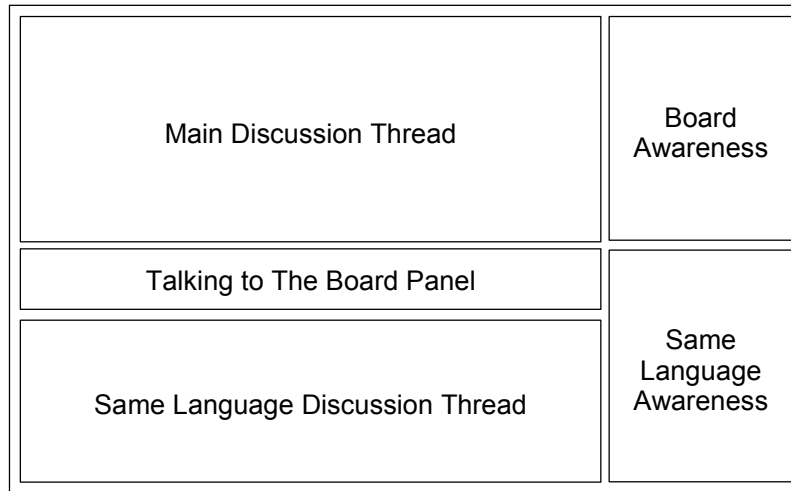 Main Discussion Thread
Board
Awareness
Talking to The Board Panel
Same Language Discussion Thread
Same
Language
Awareness